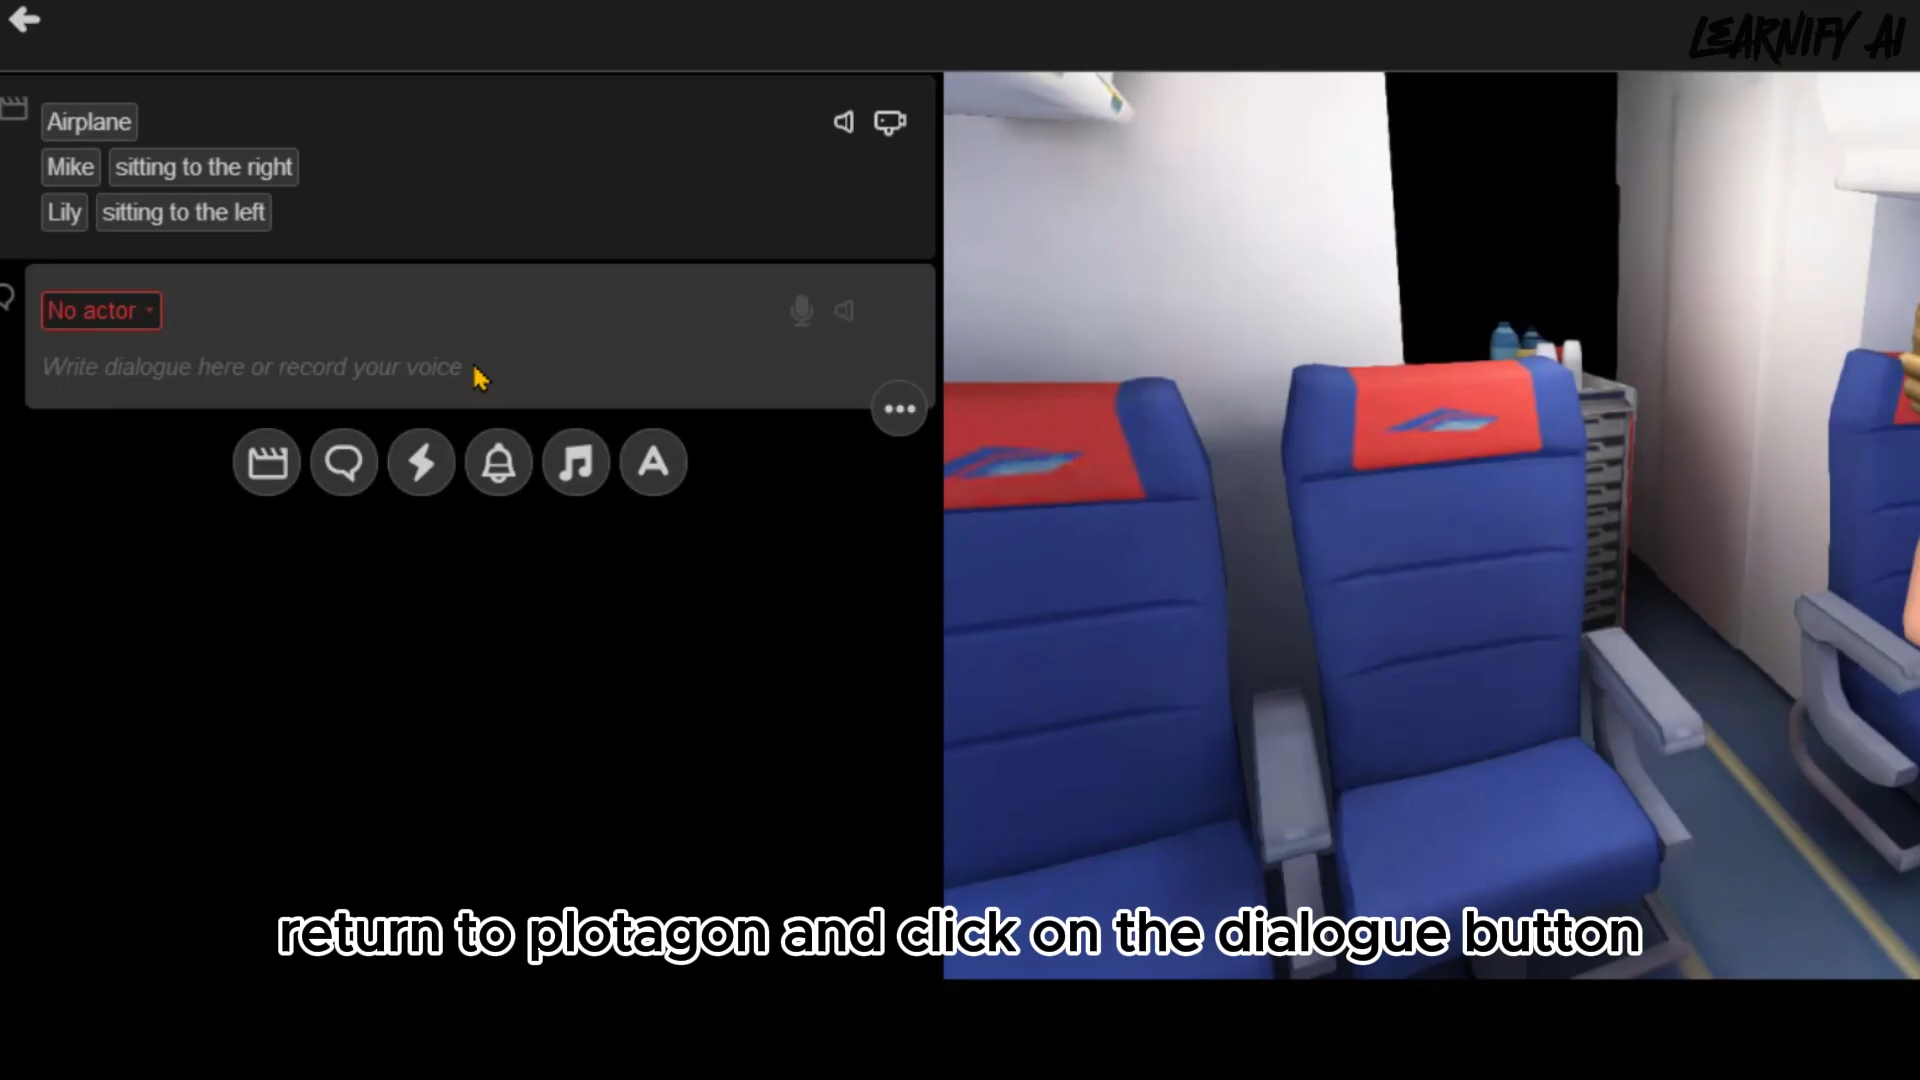 LEARNIFY AI
Airplane
Mike sitting to the right
Lily sitting to the left
No actor
Write dialogue here or record your voice
return to plotagon and click on the dialogue button